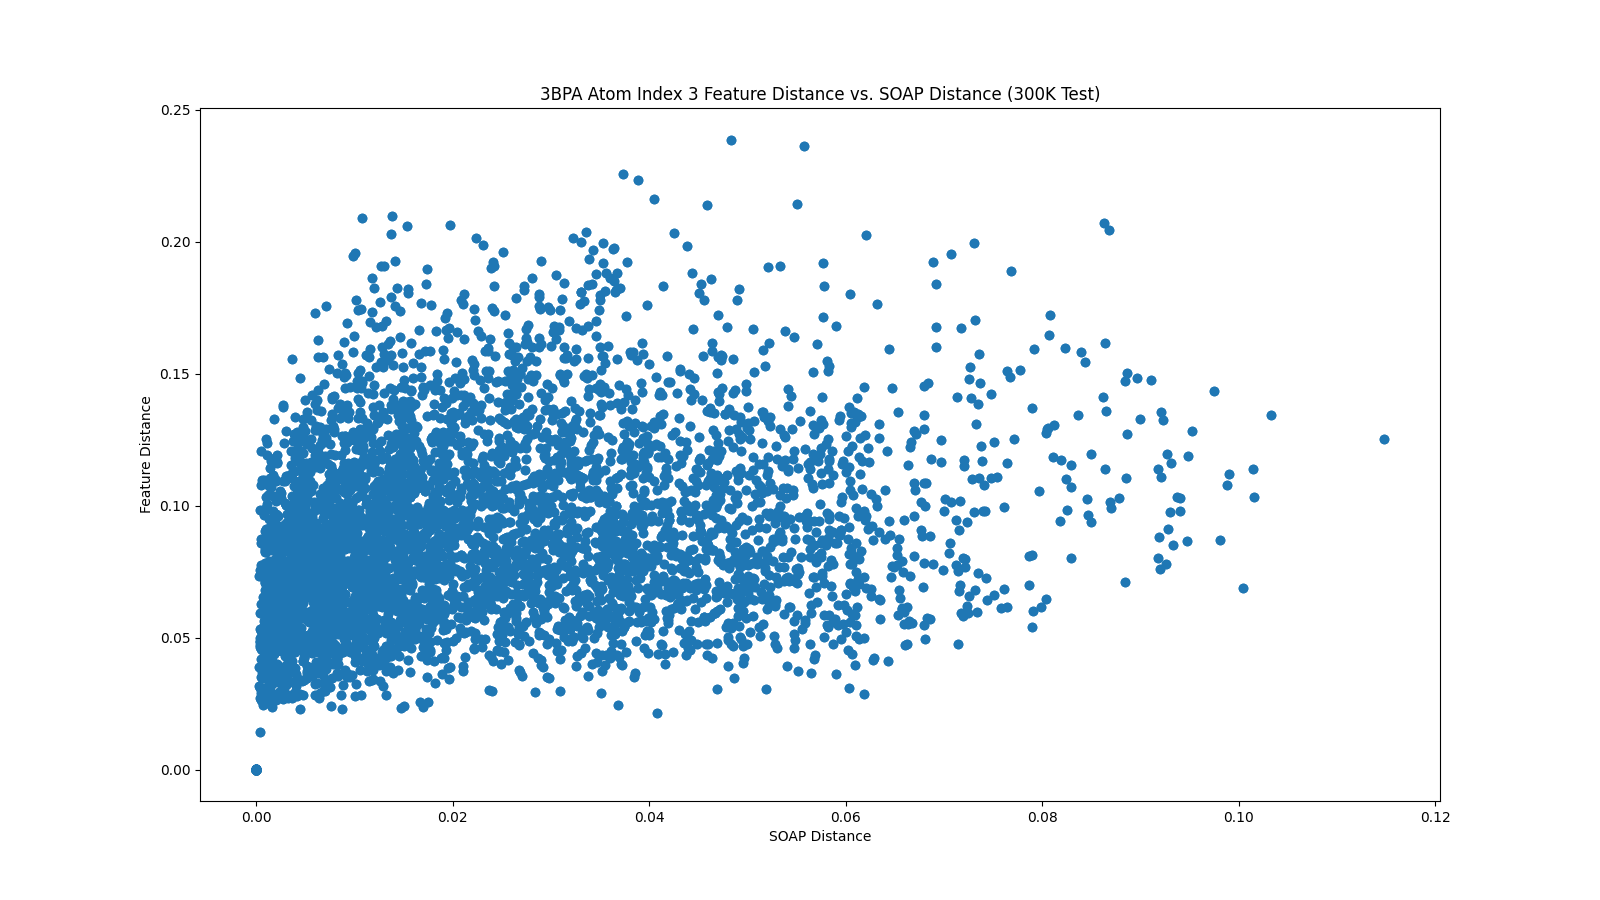 3BPA Atom Index 3 Feature Distance vs. SOAP Distance (300K Test)
0.25
0.20
0.15
0.10
0.05
0.00
Feature Distance
0.00 0.02 0.04 0.06 0.08 0.10 0.12
SOAP Distance